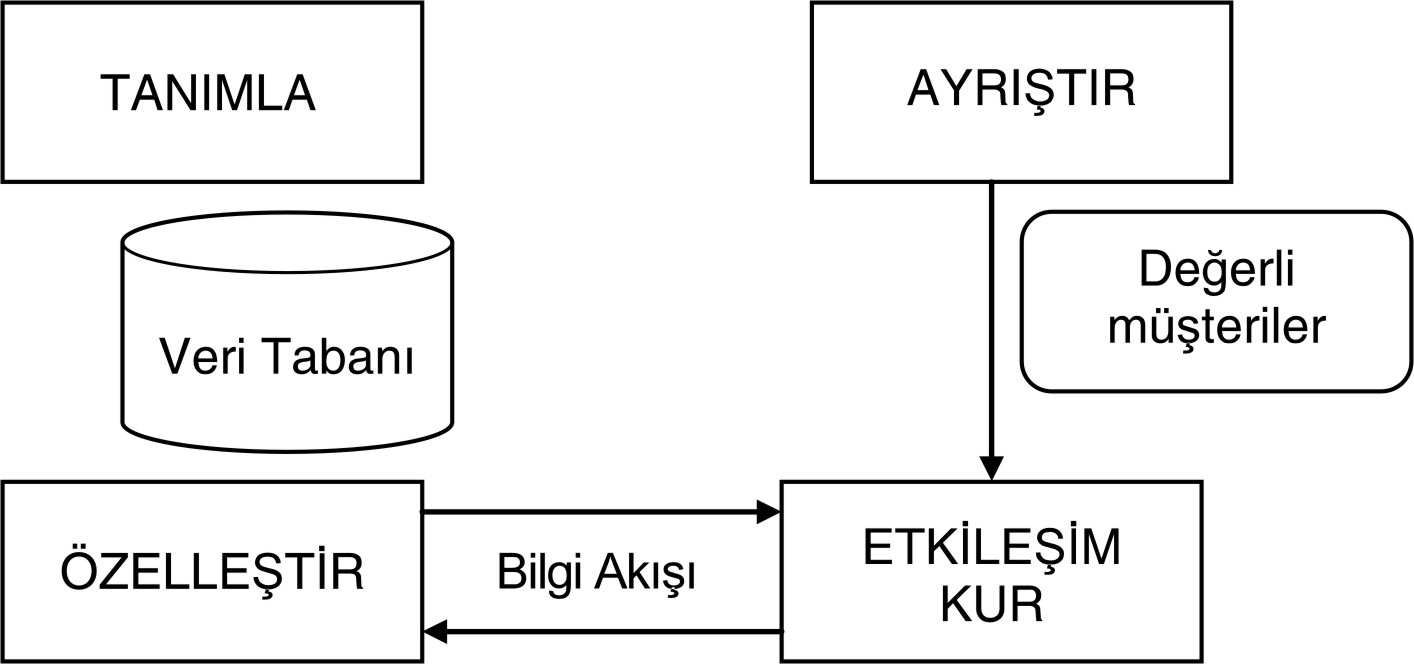 TANIMLA
AYRIŞTIR
Değerli
müşteriler
Veri Tabanı
ÖZELLEŞTİR
Bilgi Akışı
ETKİLEŞİM
KUR